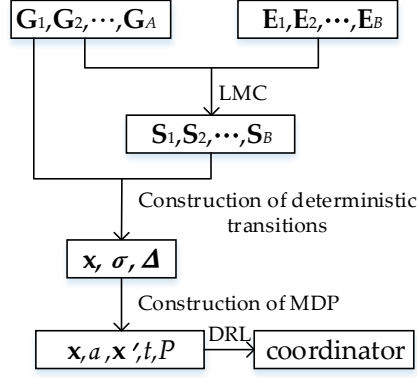 G1,G2,⋯,GA
E1,E2,⋯,EB
LMC
S1,S2,⋯,SB
Construction of deterministic
transitions
x, σ, Δ
Construction of MDP
x,a,x′,t,P
DRL
coordinator